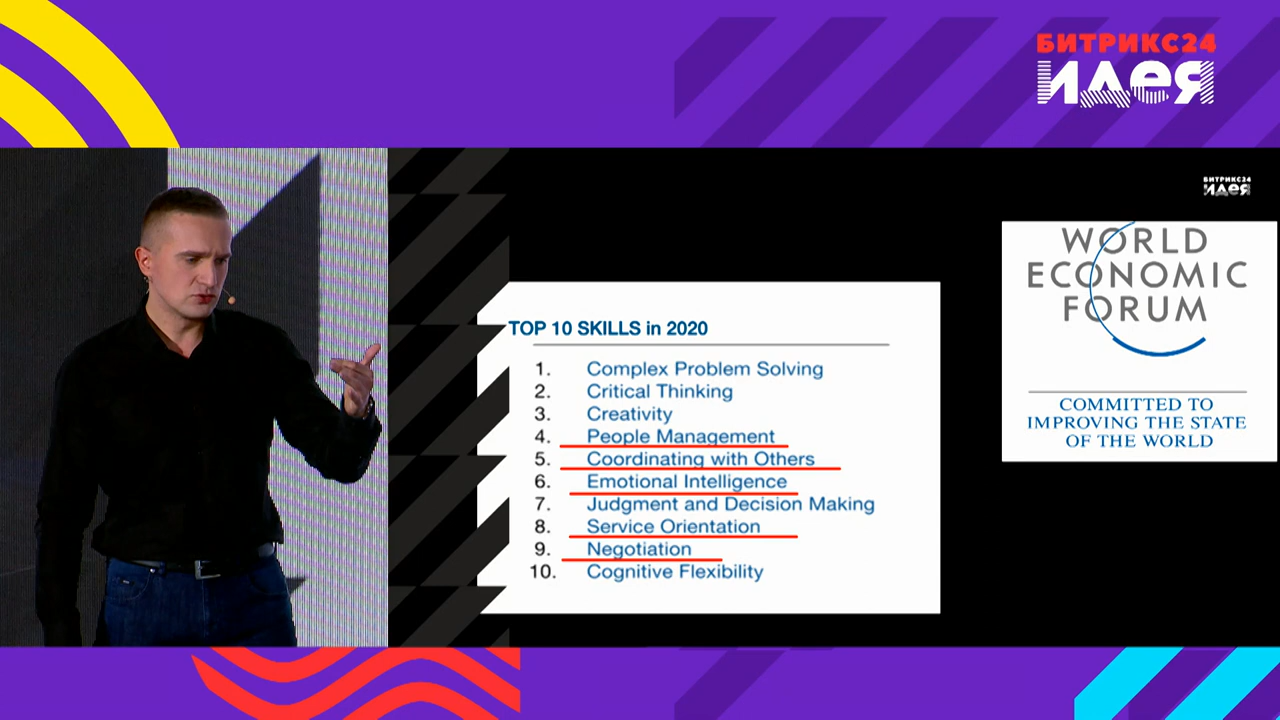 БИТРИКС24
идея
БИТРИКС24
идея
WORLD
ECONOMIC
FORUM
COMMITTED TO
IMPROVING THE STATE
OF THE WORLD
TOP 10 SKILLS in 2020
1. Complex Problem Solving
2. Critical Thinking
3. Creativity
4. People Management
5. Coordinating with Others
6. Emotional Intelligence
7. Judgment and Decision Making
8. Service Orientation
9. Negotiation
10. Cognitive Flexibility